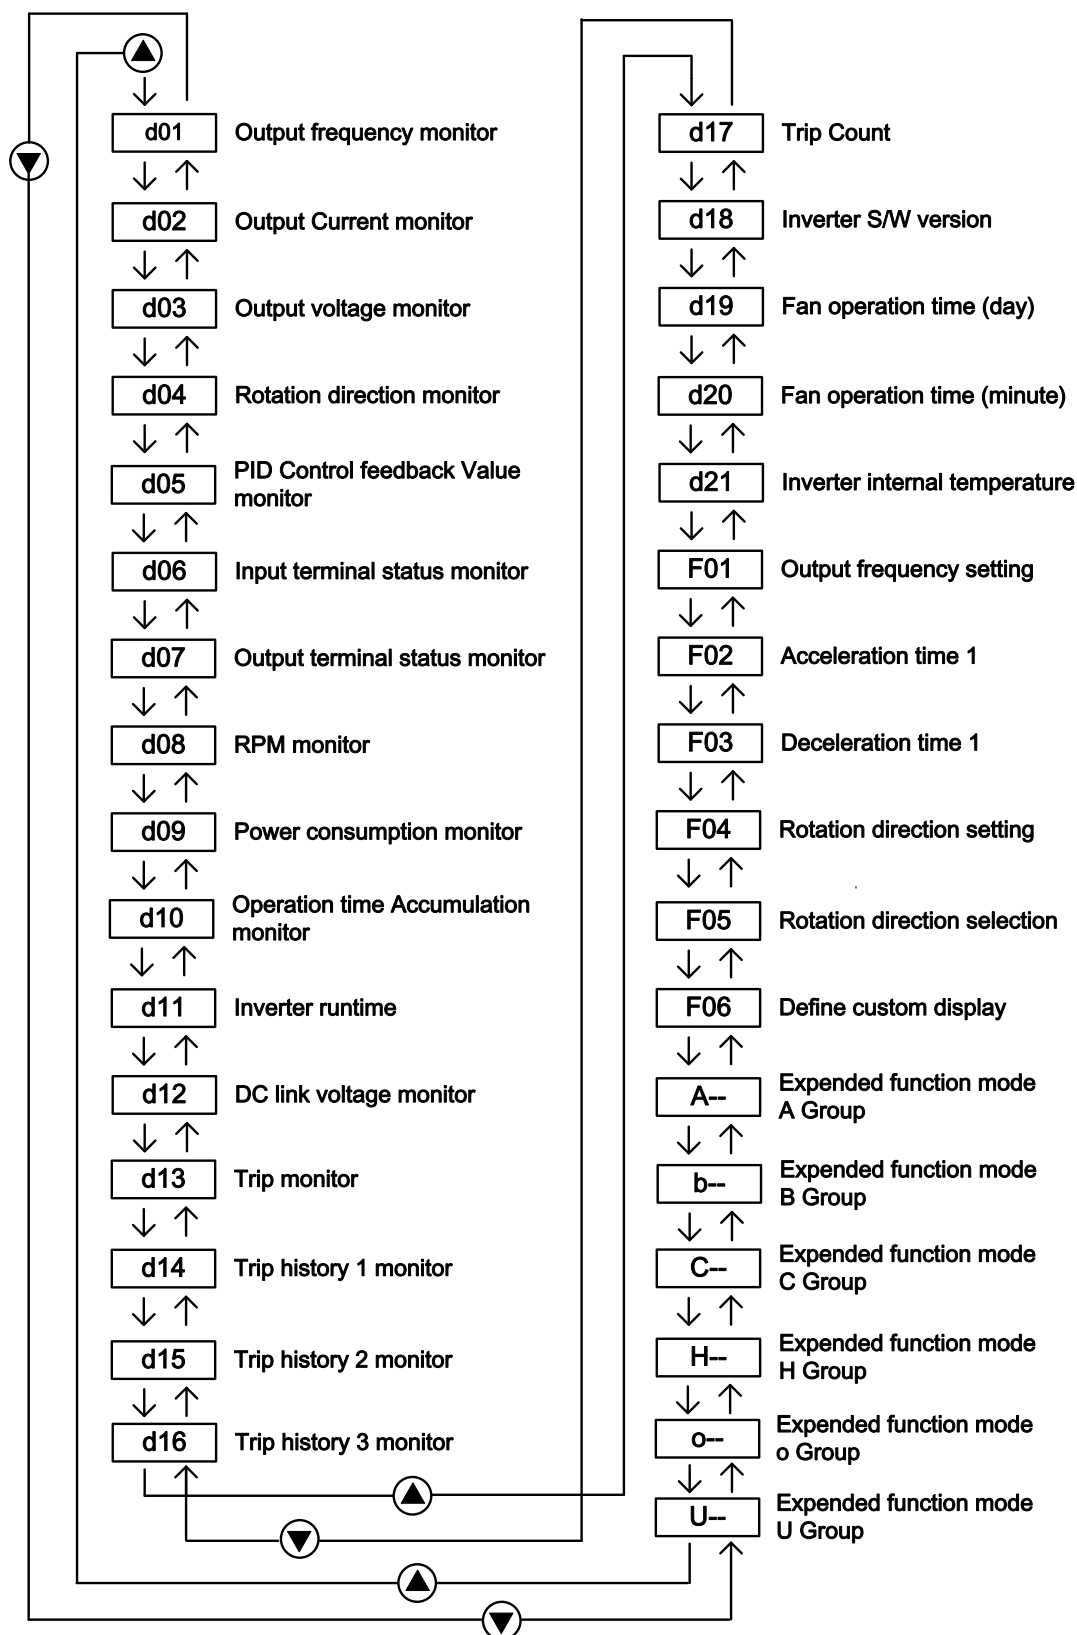 d01 Output frequency monitor
d02 Output Current monitor
d03 Output voltage monitor
d04 Rotation direction monitor
d05 PID Control feedback Value
monitor
d06 Input terminal status monitor
d07 Output terminal status monitor
d08 RPM monitor
d09 Power consumption monitor
d10 Operation time Accumulation
monitor
d11 Inverter runtime
d12 DC link voltage monitor
d13 Trip monitor
d14 Trip history 1 monitor
d15 Trip history 2 monitor
d16 Trip history 3 monitor
d17 Trip Count
d18 Inverter S/W version
d19 Fan operation time (day)
d20 Fan operation time (minute)
d21 Inverter internal temperature
F01 Output frequency setting
F02 Acceleration time 1
F03 Deceleration time 1
F04 Rotation direction setting
F05 Rotation direction selection
F06 Define custom display
A-- Expended function mode
A Group
b-- Expended function mode
B Group
C-- Expended function mode
C Group
H-- Expended function mode
H Group
o-- Expended function mode
o Group
U-- Expended function mode
U Group